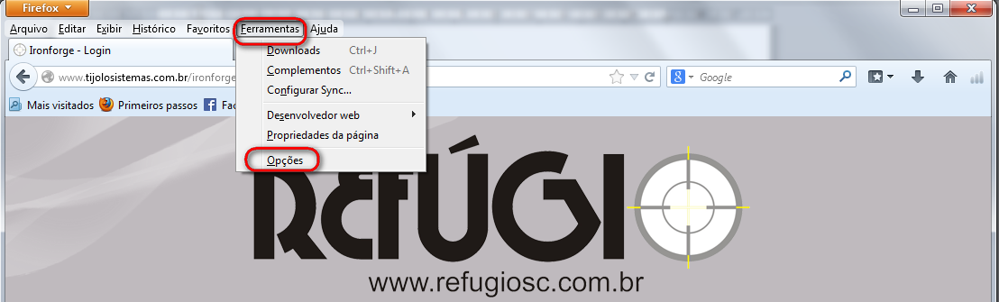 Firefox
Arquivo Editar Exibir Histórico Favoritos Ferramentas Ajuda
Ironforge - Login
Downloads Ctrl+J
www.tijolosistemas.com.br/ironforge
Complementos Ctrl+Shift+A
Google
Configurar Sync...
Mais visitados Primeiros passos Fac
Desenvolvedor web
Propriedades da página
Opções
REFÚGIO
www.refugiosc.com.br